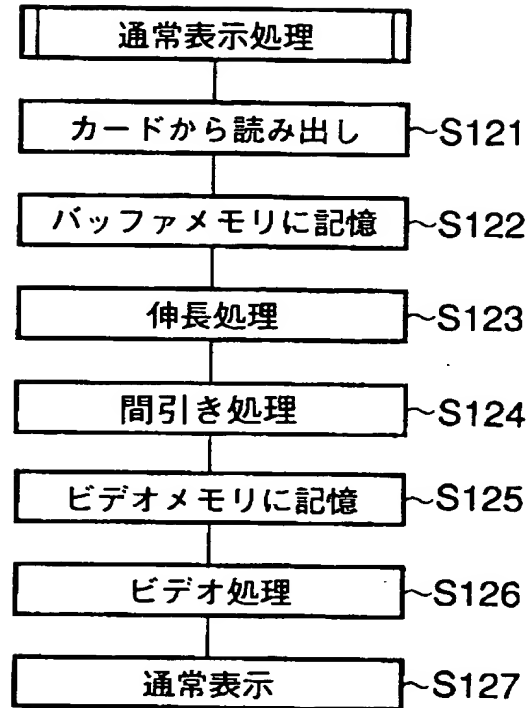 通常表示処理
カードから読み出し ~S121
バッファメモリに記憶 ~S122
伸長処理 ~S123
間引き処理 ~S124
ビデオメモリに記憶 ~S125
ビデオ処理 ~S126
通常表示 ~S127